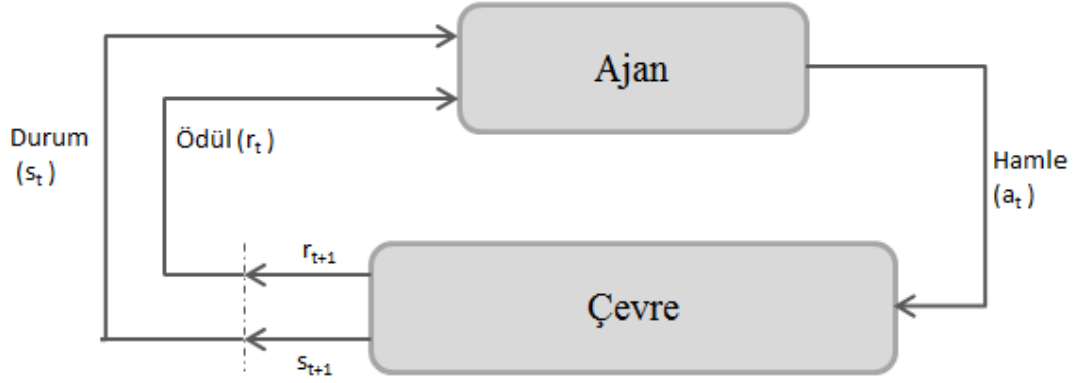 Ajan
Durum
(sₜ)
Ödül (rₜ)
Hamle
(aₜ)
rₜ₊₁
Çevre
sₜ₊₁